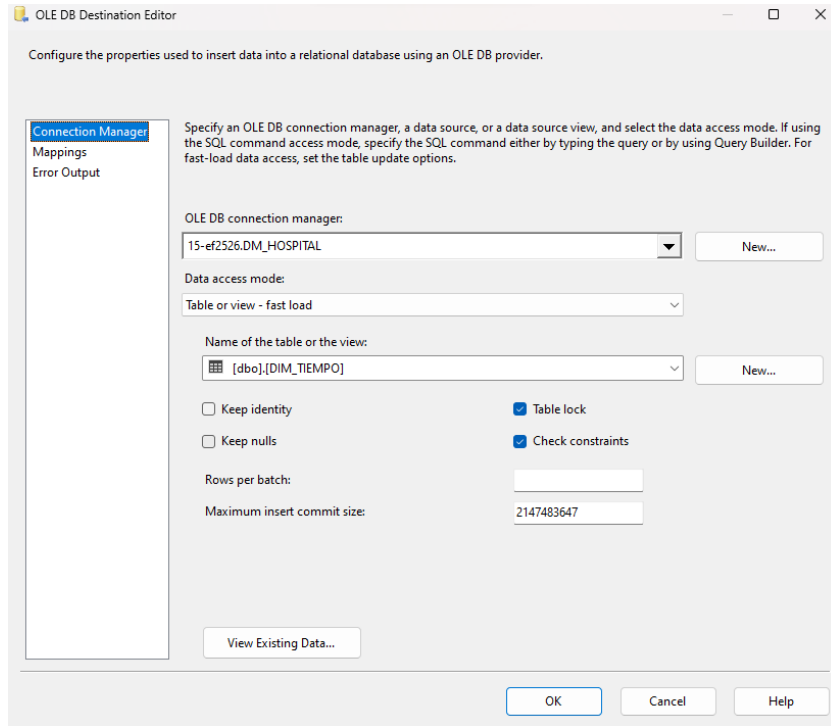 OLE DB Destination Editor
Configure the properties used to insert data into a relational database using an OLE DB provider.
Connection Manager
Mappings
Error Output
Specify an OLE DB connection manager, a data source, or a data source view, and select the data access mode. If using
the SQL command access mode, specify the SQL command either by typing the query or by using Query Builder. For
fast-load data access, set the table update options.
OLE DB connection manager:
15-ef2526.DM_HOSPITAL
New...
Data access mode:
Table or view - fast load
Name of the table or the view:
[dbo].[DIM_TIEMPO]
New...
Keep identity
Table lock
Keep nulls
Check constraints
Rows per batch:
Maximum insert commit size:
2147483647
View Existing Data...
OK
Cancel
Help